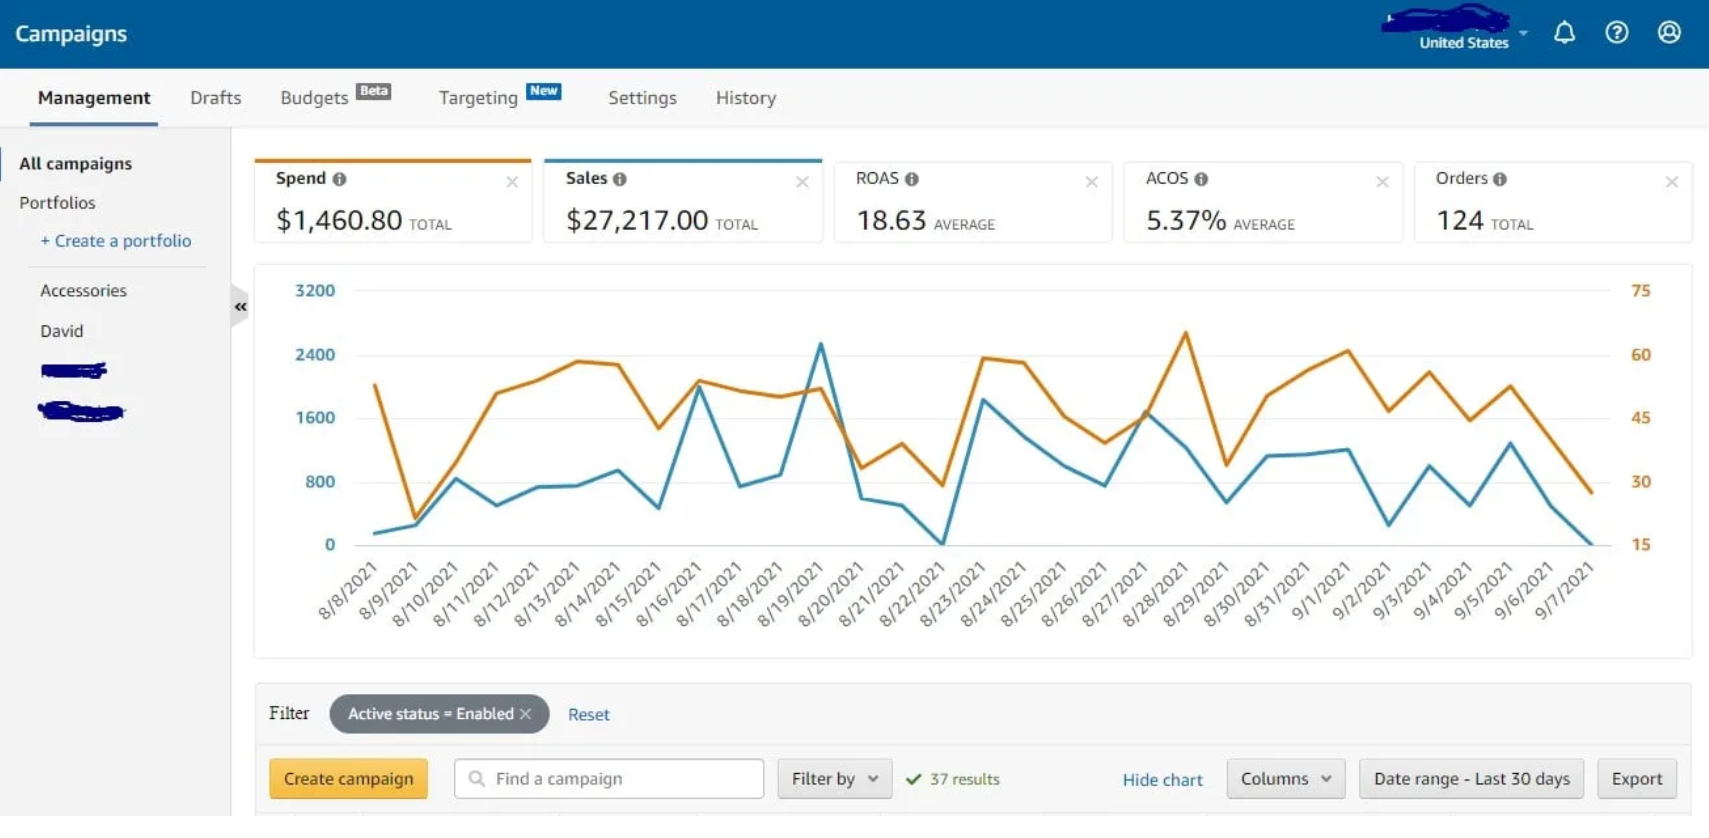 Campaigns
United States
Management Drafts Budgets Beta Targeting New Settings History
All campaigns
Portfolios
+ Create a portfolio
Accessories
David
Spend
$1,460.80 TOTAL
Sales
$27,217.00 TOTAL
ROAS
18.63 AVERAGE
ACOS
5.37% AVERAGE
Orders
124 TOTAL
3200 75
2400 60
1600 45
800 30
0 15
8/8/2021 8/9/2021 8/10/2021 8/11/2021 8/12/2021 8/13/2021 8/14/2021 8/15/2021 8/16/2021 8/17/2021 8/18/2021 8/19/2021 8/20/2021 8/21/2021 8/22/2021 8/23/2021 8/24/2021 8/25/2021 8/26/2021 8/27/2021 8/28/2021 8/29/2021 8/30/2021 8/31/2021 9/1/2021 9/2/2021 9/3/2021 9/4/2021 9/5/2021 9/6/2021 9/7/2021
Filter Active status = Enabled Reset
Create campaign Find a campaign Filter by 37 results Hide chart Columns Date range - Last 30 days Export